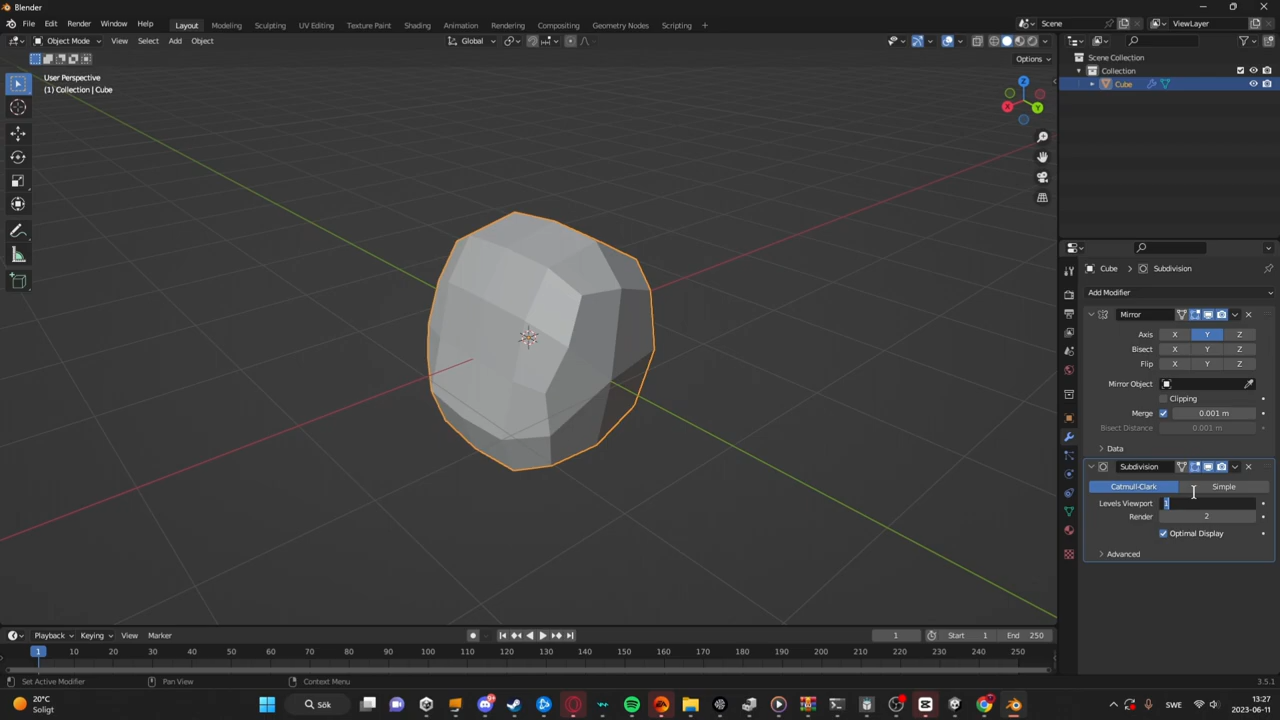 Blender
File Edit Render Window Help Layout Modeling Sculpting UV Editing Texture Paint Shading Animation Rendering Compositing Geometry Nodes Scripting + Scene ViewLayer
Object Mode View Select Add Object Global
Options
User Perspective
(1) Collection | Cube
Z
X
Y
Scene Collection
Collection
Cube
Cube > Subdivision
Add Modifier
Mirror
Axis X Y Z
Bisect X Y Z
Flip X Y Z
Mirror Object
Clipping
Merge 0.001 m
Bisect Distance 0.001 m
Data
Subdivision
Catmull-Clark Simple
Levels Viewport 1
Render 2
Optimal Display
Advanced
Playback Keying View Marker 1 Start 1 End 250
1 10 20 30 40 50 60 70 80 90 100 110 120 130 140 150 160 170 180 190 200 210 220 230 240 250
Set Active Modifier Pan View Context Menu 3.5.1
20°C
Soligt
Sök
SWE
13:27
2023-06-11